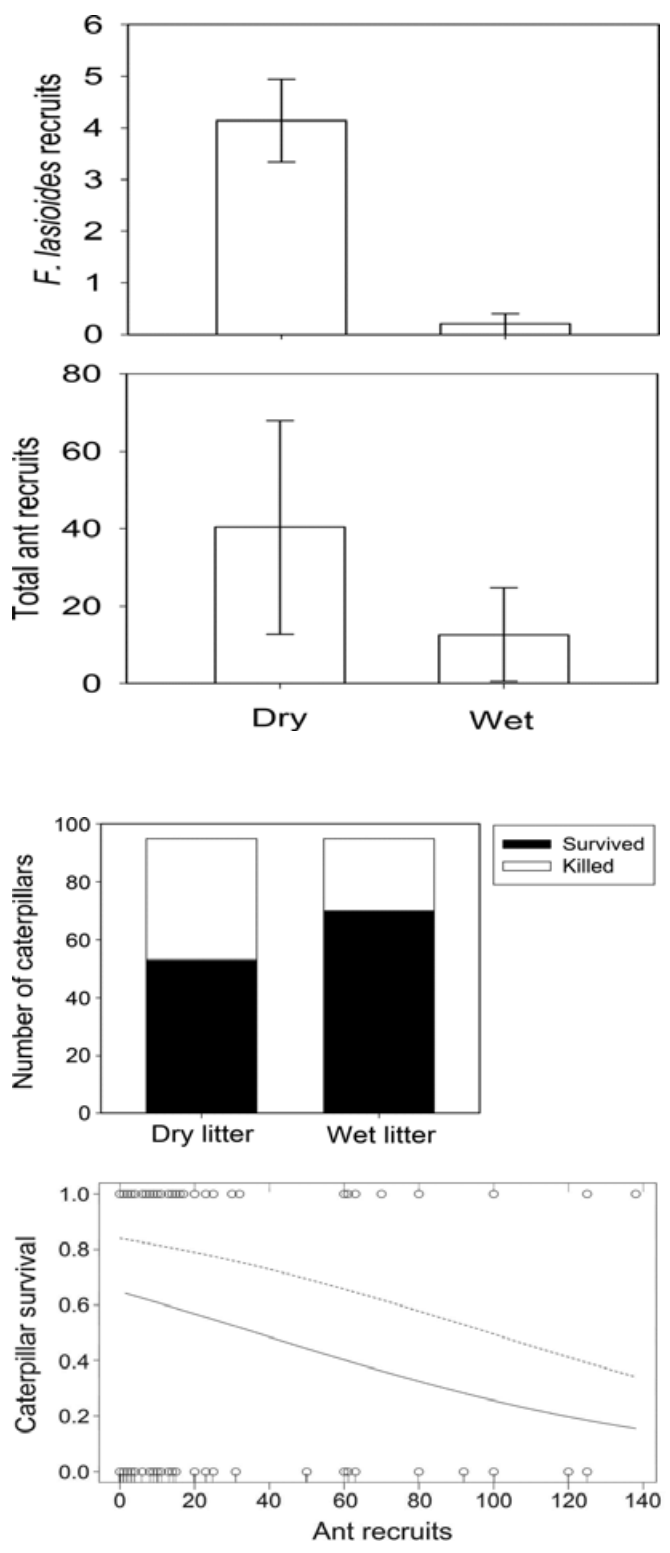 F. lasioides recruits
6
5
4
3
2
1
0
Total ant recruits
80
60
40
20
0
Dry Wet
Number of caterpillars
100
80
60
40
20
0
Dry litter Wet litter
Survived
Killed
Caterpillar survival
1.0
0.8
0.6
0.4
0.2
0.0
0 20 40 60 80 100 120 140
Ant recruits